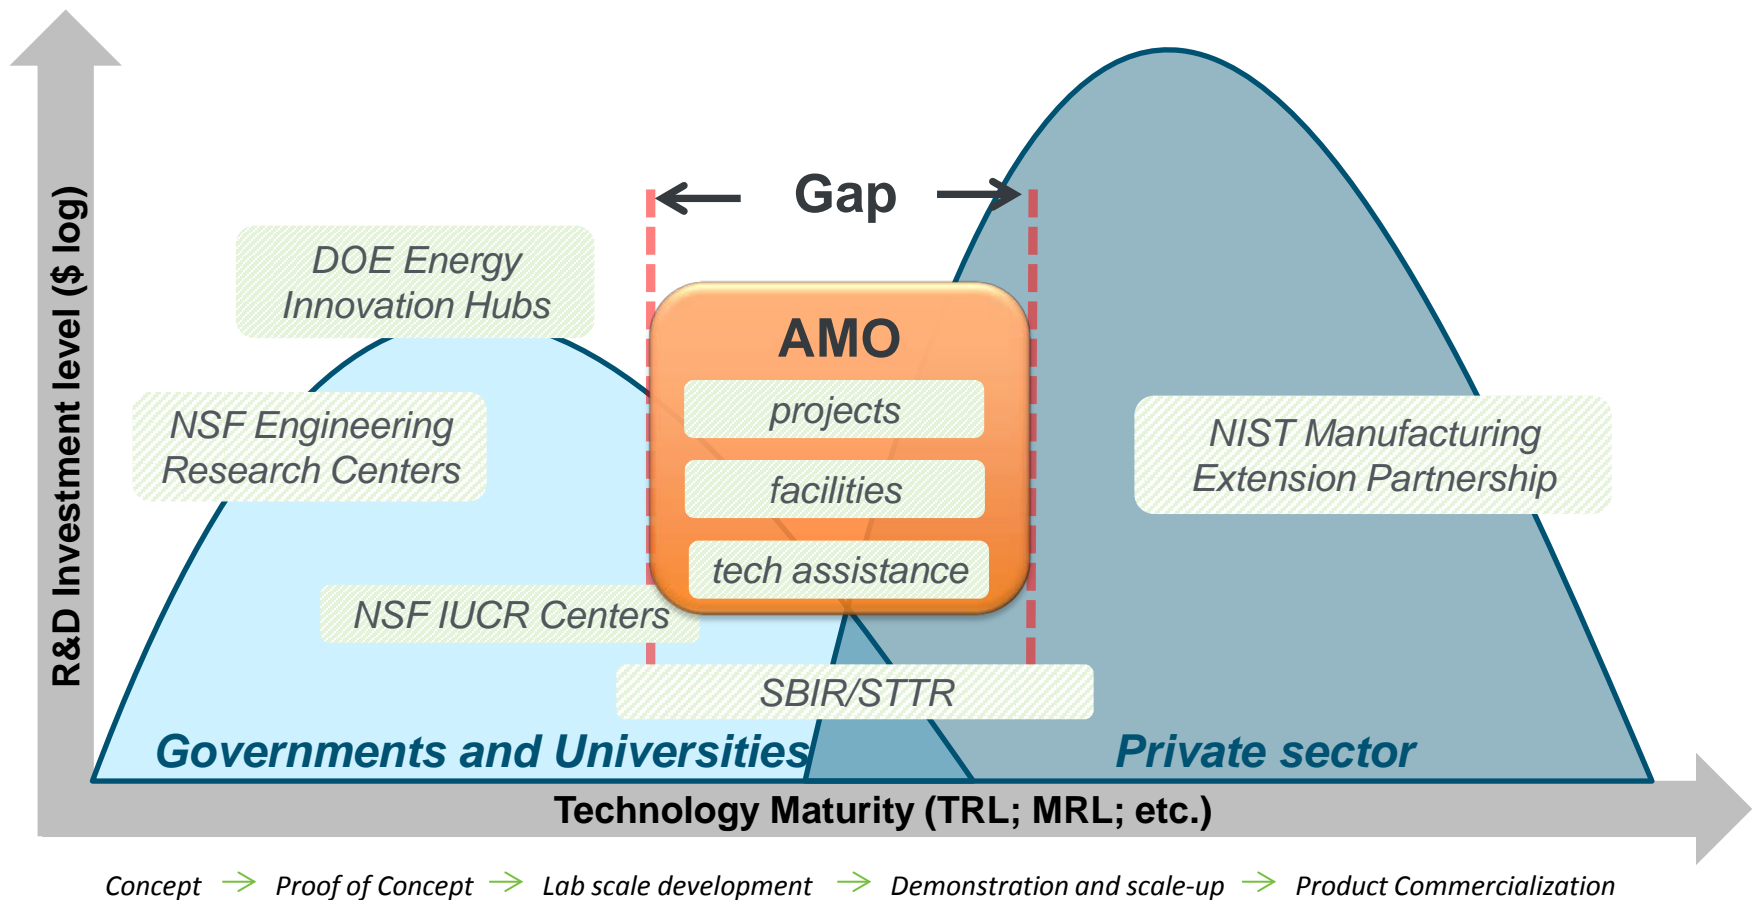 R&D Investment level ($ log)
Gap
DOE Energy
Innovation Hubs
AMO
projects
NSF Engineering
Research Centers
NIST Manufacturing
Extension Partnership
facilities
tech assistance
NSF IUCR Centers
SBIR/STTR
Governments and Universities
Private sector
Technology Maturity (TRL; MRL; etc.)
Concept → Proof of Concept → Lab scale development → Demonstration and scale-up → Product Commercialization